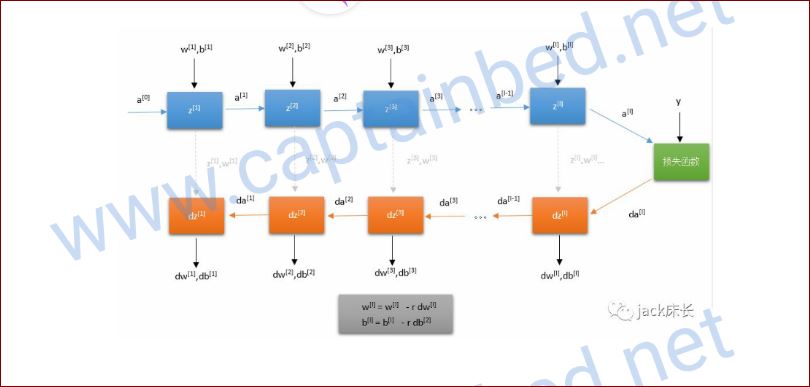 www.captainbed.net
w[1],b[1] w[2],b[2] w[3],b[3] w[l],b[l]
a[0] z[1] a[1] z[2] a[2] z[3] a[3] ... a[l-1] z[l] a[l] y
z[1],w[1] z[2],w[2] z[3],w[3] z[l],w[l]...
损失函数
dz[1] da[1] dz[2] da[2] dz[3] da[3] ... da[l-1] dz[l] da[l]
dw[1],db[1] dw[2],db[2] dw[3],db[3] dw[l],db[l]
w[l] = w[l] - r dw[l]
b[l] = b[l] - r db[2]
jack床长
www.captainbed.net